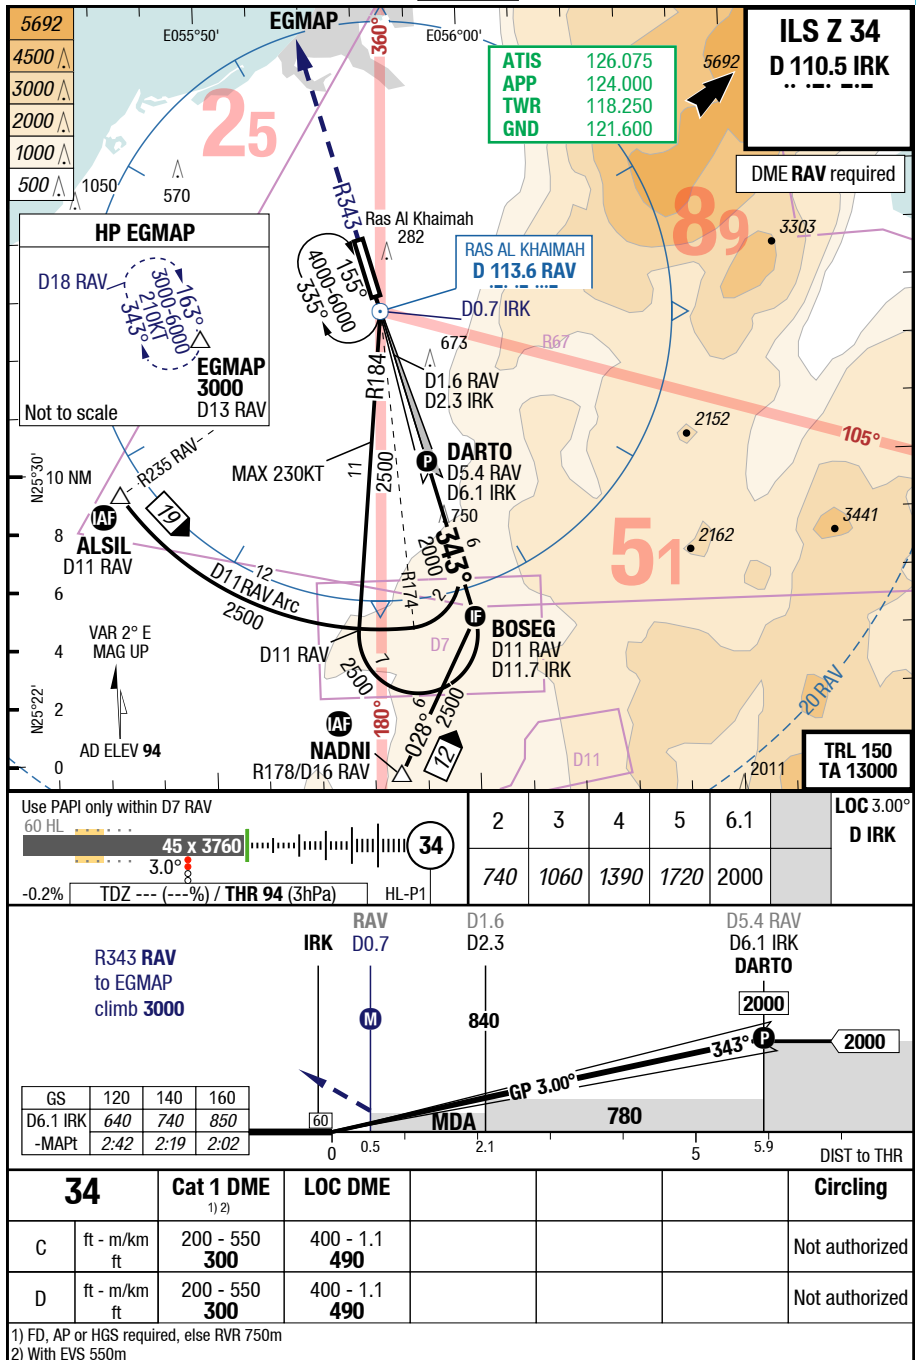 5692
4500
3000
2000
1000
500
E055°50'
EGMAP
360°
E056°00'
ATIS 126.075
APP 124.000
TWR 118.250
GND 121.600
5692
ILS Z 34
D 110.5 IRK
DME RAV required
25
89
1050
570
R343
Ras Al Khaimah
282
3303
HP EGMAP
D18 RAV
163°
3000-6000
210KT
343°
EGMAP
3000
D13 RAV
Not to scale
155°
4000-6000
335°
RAS AL KHAIMAH
D 113.6 RAV
D0.7 IRK
673
R67
D1.6 RAV
D2.3 IRK
R184
2152
105°
R235 RAV
MAX 230KT
11
2500
DARTO
D5.4 RAV
D6.1 IRK
P
N25°30'
10 NM
IAF
ALSIL
D11 RAV
19
750
6
343°
2000
2
R174
2162
3441
51
8
12
D11 RAV Arc
2500
6
IF
BOSEG
D11 RAV
D11.7 IRK
D7
VAR 2° E
MAG UP
4
D11 RAV
7
2500
6
2500
028°
12
20 RAV
N25°22'
2
IAF
NADNI
R178/D16 RAV
180°
D11
AD ELEV 94
0
2011
TRL 150
TA 13000
Use PAPI only within D7 RAV
60 HL
45 x 3760
34
3.0°
-0.2%
TDZ --- (---%) / THR 94 (3hPa)
HL-P1
2 3 4 5 6.1 LOC 3.00°
D IRK
740 1060 1390 1720 2000
RAV D1.6 D5.4 RAV
IRK D0.7 D2.3 D6.1 IRK
DARTO
R343 RAV
to EGMAP
climb 3000
2000
M
840
343°
P
2000
GP 3.00°
GS 120 140 160
D6.1 IRK 640 740 850
-MAPt 2:42 2:19 2:02
60
MDA
780
0 0.5 2.1 5 5.9 DIST to THR
34 Cat 1 DME LOC DME Circling
1) 2)
C ft - m/km 200 - 550 400 - 1.1 Not authorized
ft 300 490
D ft - m/km 200 - 550 400 - 1.1 Not authorized
ft 300 490
1) FD, AP or HGS required, else RVR 750m
2) With EVS 550m